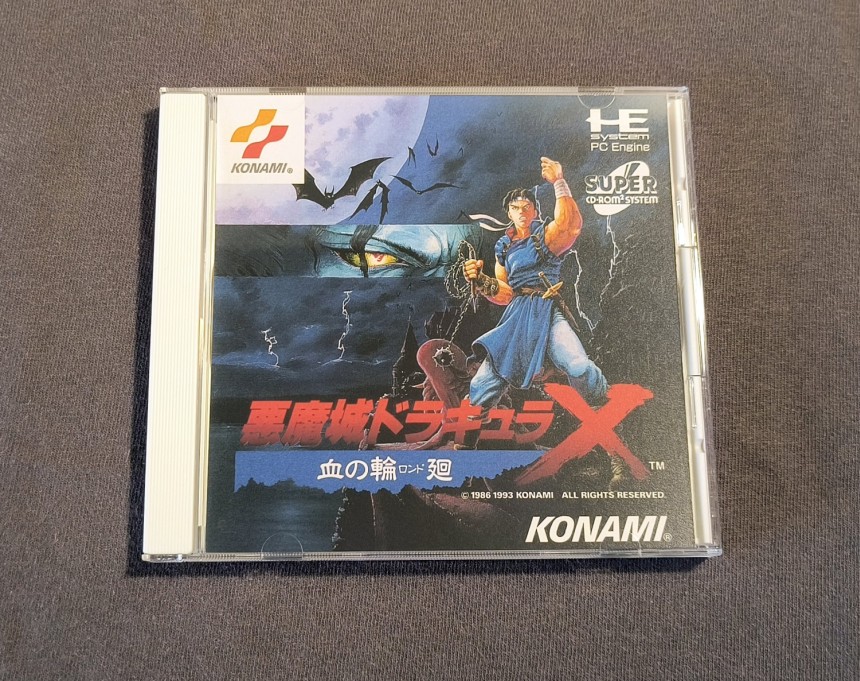 KONAMI®
HE
system
PC Engine
SUPER
CD-ROM² SYSTEM
悪魔城ドラキュラX
™
血の輪ロンド廻
© 1986 1993 KONAMI ALL RIGHTS RESERVED.
KONAMI®